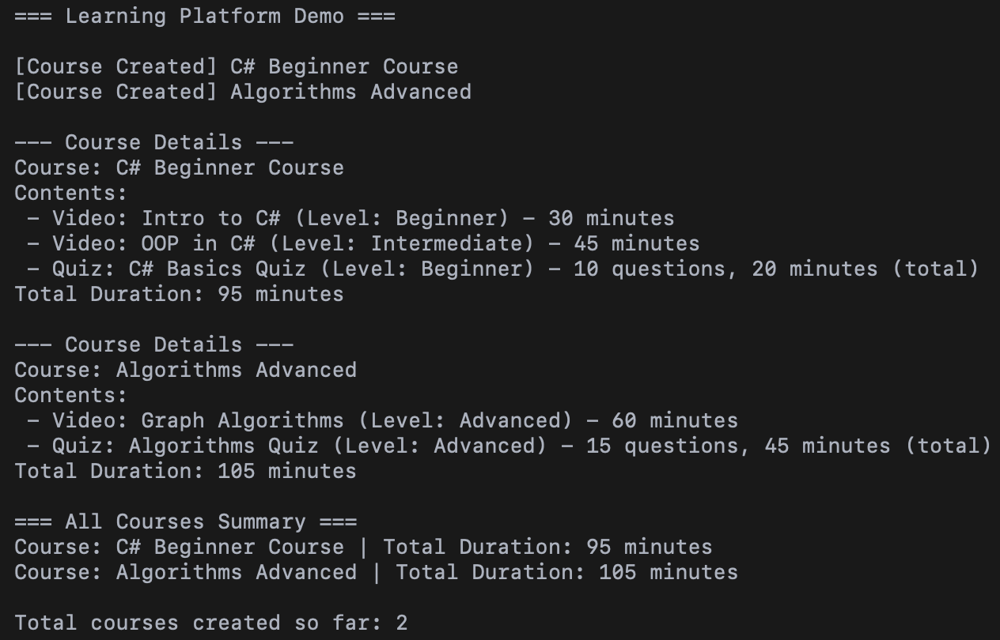 === Learning Platform Demo ===
[Course Created] C# Beginner Course
[Course Created] Algorithms Advanced
--- Course Details ---
Course: C# Beginner Course
Contents:
- Video: Intro to C# (Level: Beginner) - 30 minutes
- Video: OOP in C# (Level: Intermediate) - 45 minutes
- Quiz: C# Basics Quiz (Level: Beginner) - 10 questions, 20 minutes (total)
Total Duration: 95 minutes
--- Course Details ---
Course: Algorithms Advanced
Contents:
- Video: Graph Algorithms (Level: Advanced) - 60 minutes
- Quiz: Algorithms Quiz (Level: Advanced) - 15 questions, 45 minutes (total)
Total Duration: 105 minutes
=== All Courses Summary ===
Course: C# Beginner Course | Total Duration: 95 minutes
Course: Algorithms Advanced | Total Duration: 105 minutes
Total courses created so far: 2